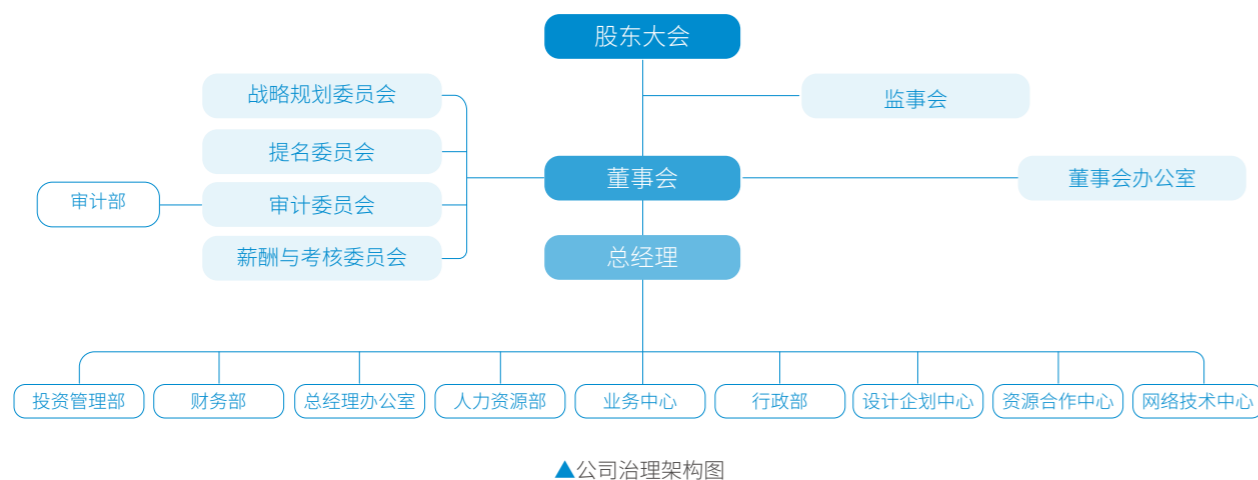 股东大会
战略规划委员会
监事会
提名委员会
董事会
董事会办公室
审计部
审计委员会
薪酬与考核委员会
总经理
投资管理部
财务部
总经理办公室
人力资源部
业务中心
行政部
设计企划中心
资源合作中心
网络技术中心
▲公司治理架构图